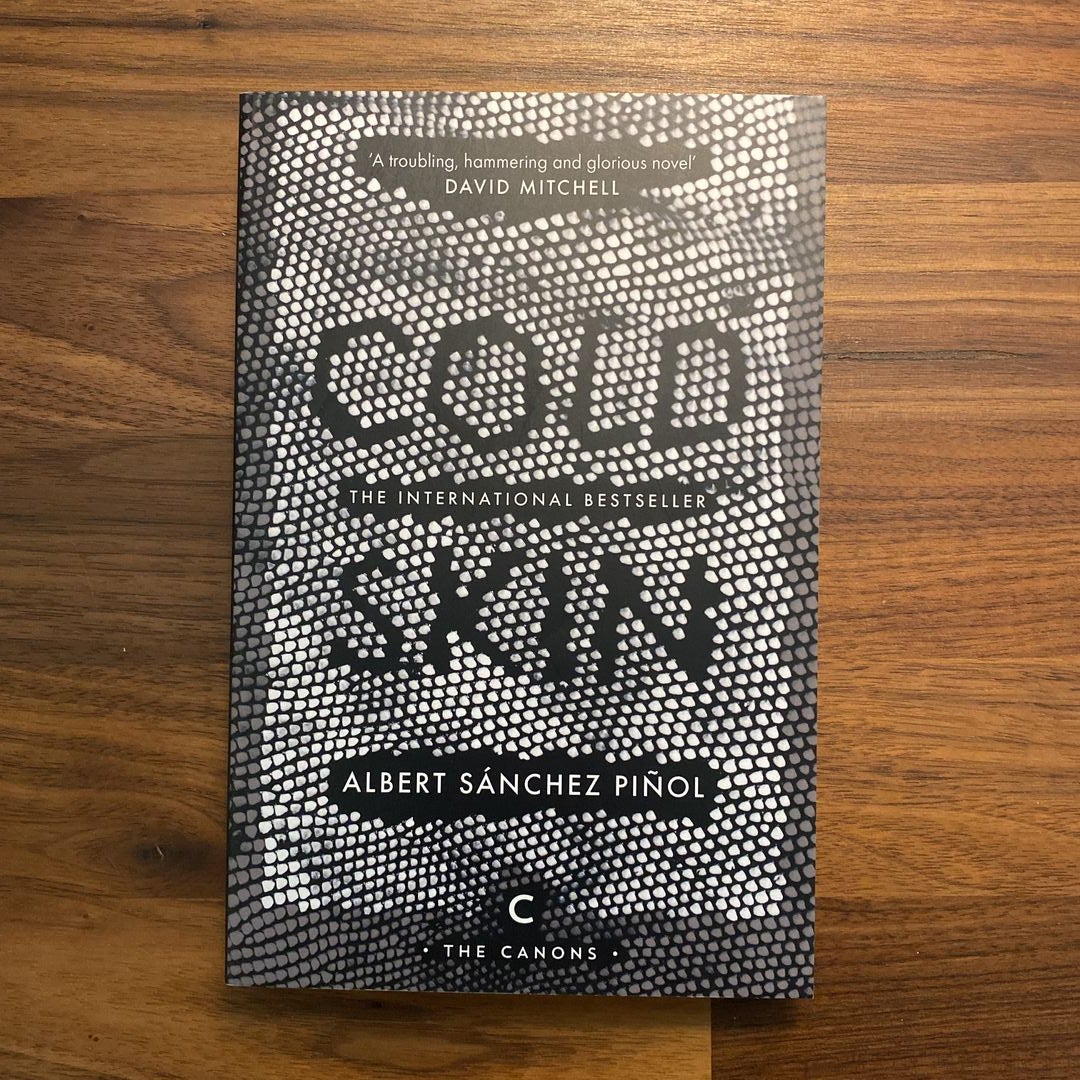 'A troubling, hammering and glorious novel'
DAVID MITCHELL
COLD
THE INTERNATIONAL BESTSELLER
SKIN
ALBERT SÁNCHEZ PIÑOL
C
• THE CANONS •